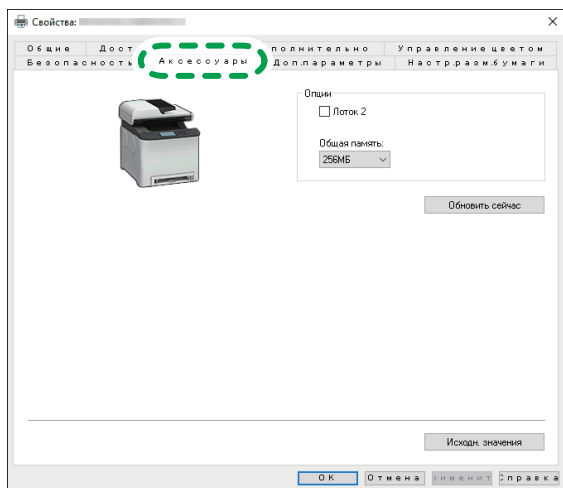 Свойства:
Общие Дост полнительно Управление цветом
Безопасность Аксессуары Доп.параметры Настр.разм.бумаги
Опции
Лоток 2
Общая память:
256МБ
Обновить сейчас
Исходн. значения
ОК Отмена рименит Справка